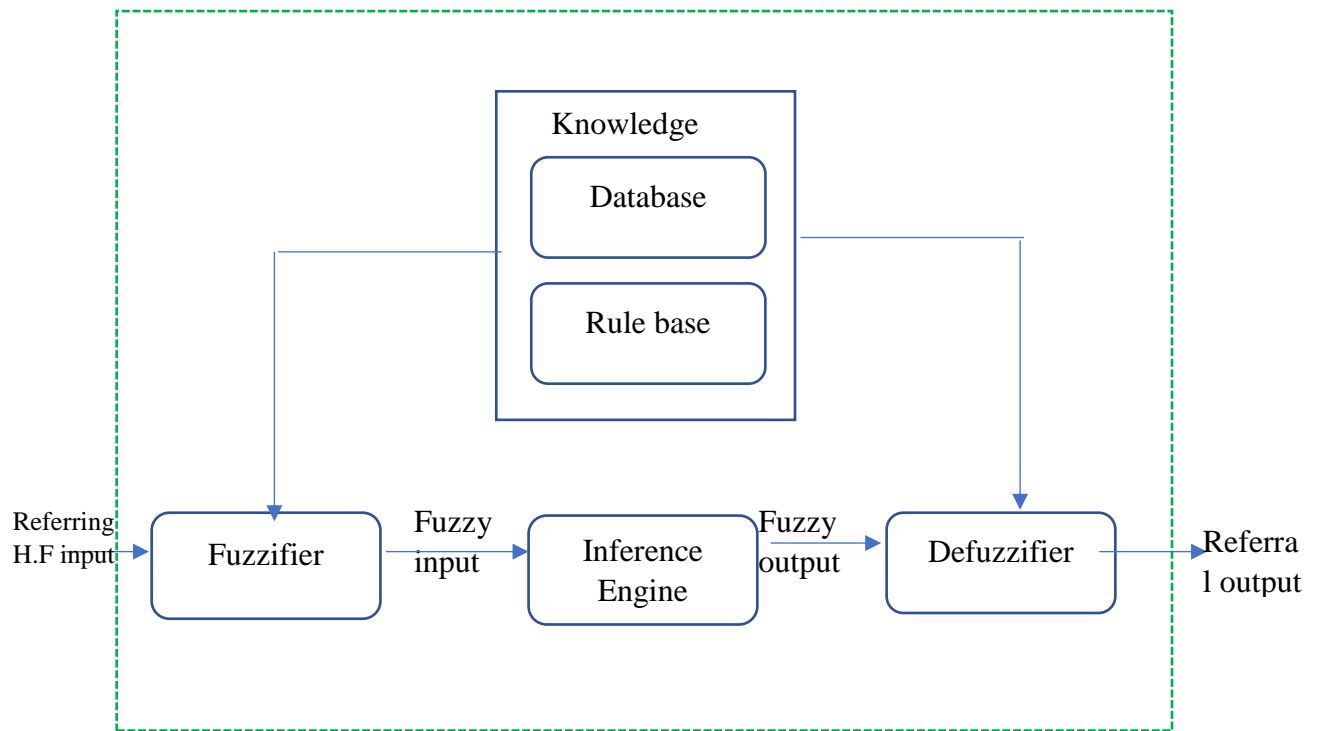 Knowledge
Database
Rule base
Referring
H.F input
Fuzzifier
Fuzzy
input
Inference
Engine
Fuzzy
output
Defuzzifier
Referra
l output